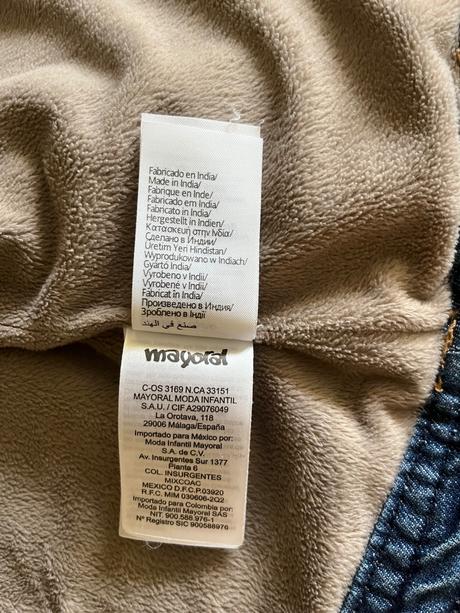 Fabricado en India/
Made in India/
Fabrique en Inde/
Fabricado em India/
Fabricato in India/
Hergestellt in Indien/
Κατασκευή στην Ινδία/
Сделано в Индии/
Üretim Yeri Hindistan/
Wyprodukowano w Indiach/
Gyártó India/
Vyrobeno v Indii/
Vyrobené v Indii/
Fabricat în India/
Произведено в Индия/
Зроблено в Індії
صنع في الهند
mayoral
C-OS 3169 N.CA 33151
MAYORAL MODA INFANTIL
S.A.U. / CIF A29076049
La Orotava, 118
29006 Málaga/España
Importado para México por:
Moda Infantil Mayoral
S.A. de C.V.
Av. Insurgentes Sur 1377
Planta 6
COL. INSURGENTES
MIXCOAC
MEXICO D.F.C.P.03920
R.F.C. MIM 030606-2Q2
Importado para Colombia por:
Moda Infantil Mayoral SAS
NIT. 900.588.976-1
Nº Registro SIC 900588976